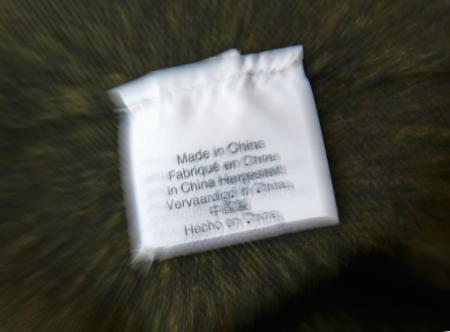 Made in China
Fabriqué en Chine
in China Hergestellt
Vervaardigd in China
Hecho en China